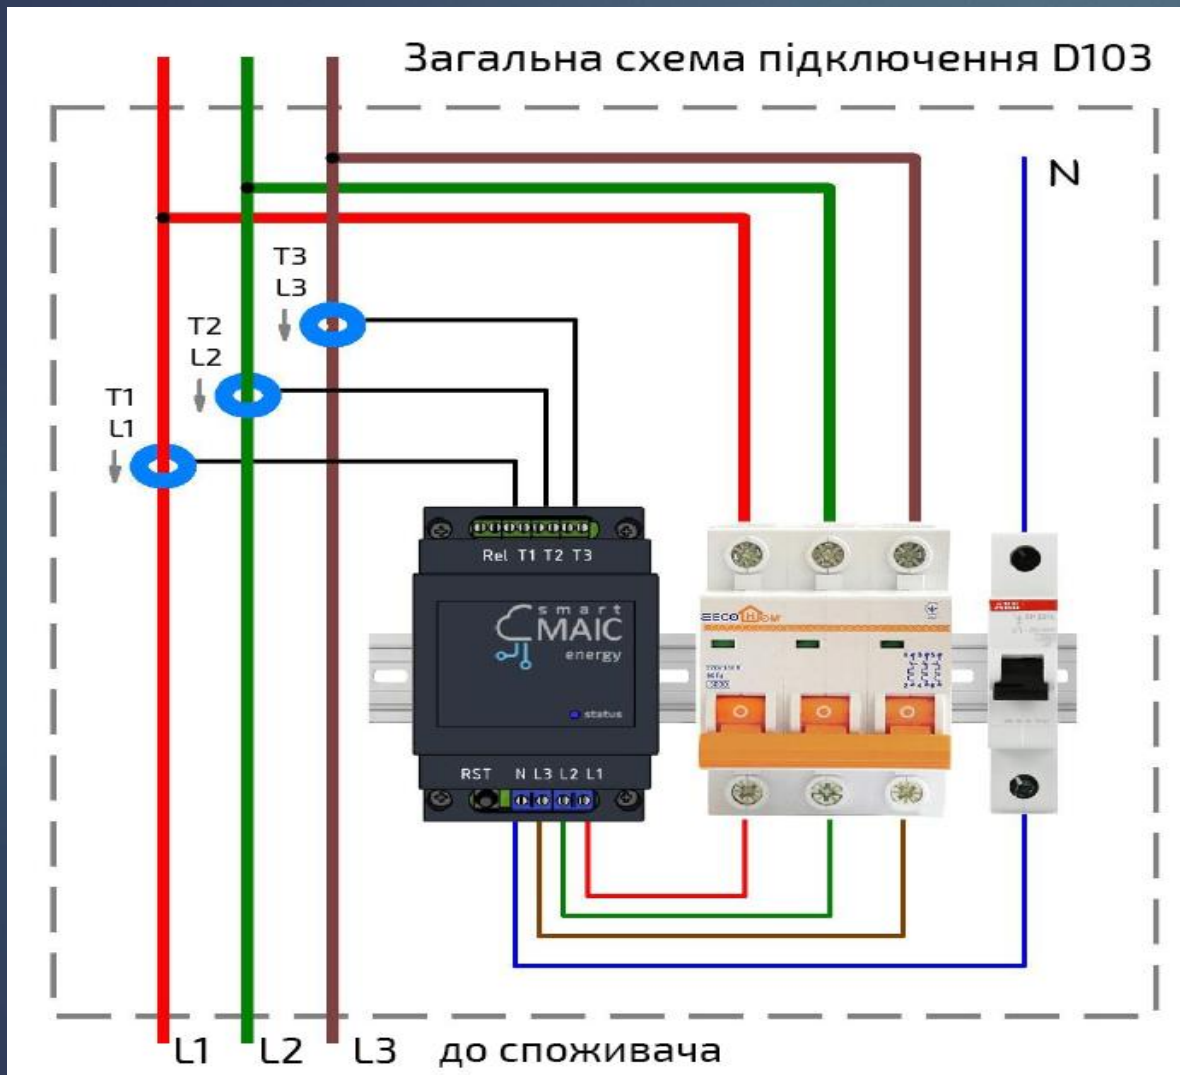 Загальна схема підключення D103
N
T3
L3
T2
L2
T1
L1
Rel T1 T2 T3
smart
MAIC
energy
status
RST N L3 L2 L1
ABB
L1 L2 L3 до споживача